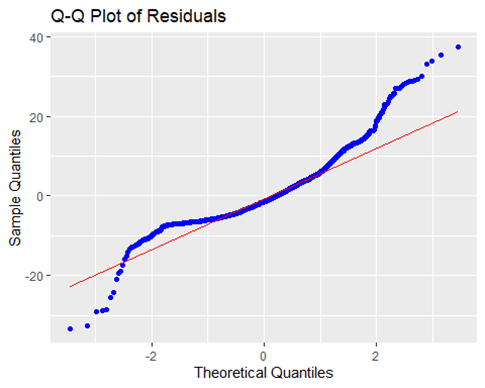 Q-Q Plot of Residuals
40
20
0
-20
Sample Quantiles
-2 0 2
Theoretical Quantiles